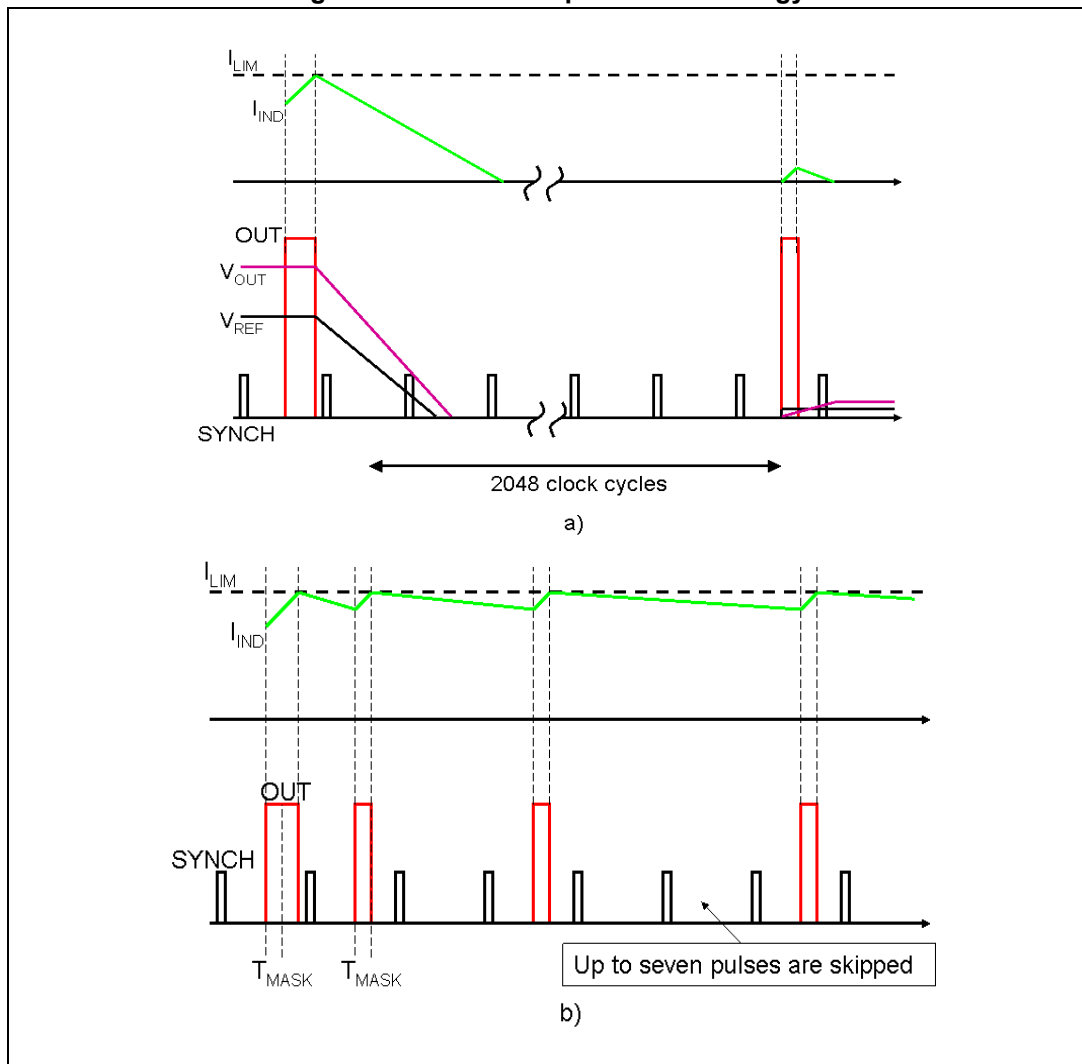 I_LIM
I_IND
OUT
V_OUT
V_REF
SYNCH
2048 clock cycles
a)
I_LIM
I_IND
OUT
SYNCH
T_MASK T_MASK
Up to seven pulses are skipped
b)